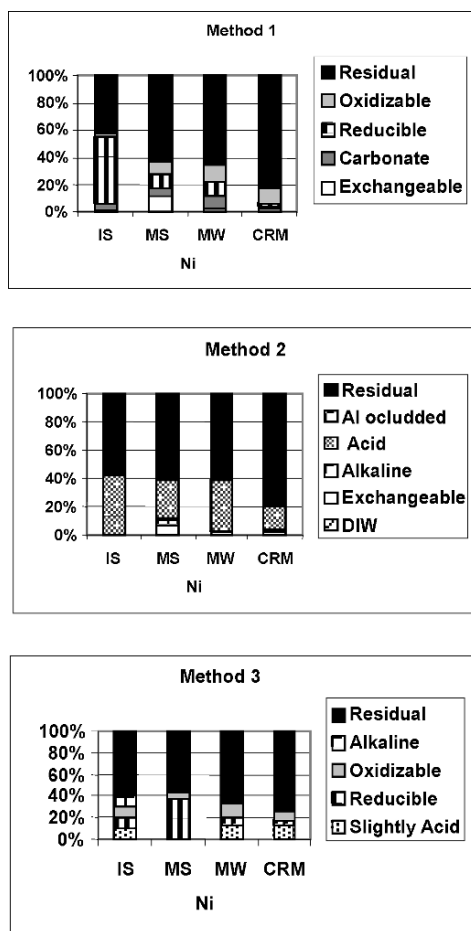 Method 1
100%
80%
60%
40%
20%
0%
IS MS MW CRM
Ni
Residual
Oxidizable
Reducible
Carbonate
Exchangeable
Method 2
100%
80%
60%
40%
20%
0%
IS MS MW CRM
Ni
Residual
Al ocludded
Acid
Alkaline
Exchangeable
DIW
Method 3
100%
80%
60%
40%
20%
0%
IS MS MW CRM
Ni
Residual
Alkaline
Oxidizable
Reducible
Slightly Acid